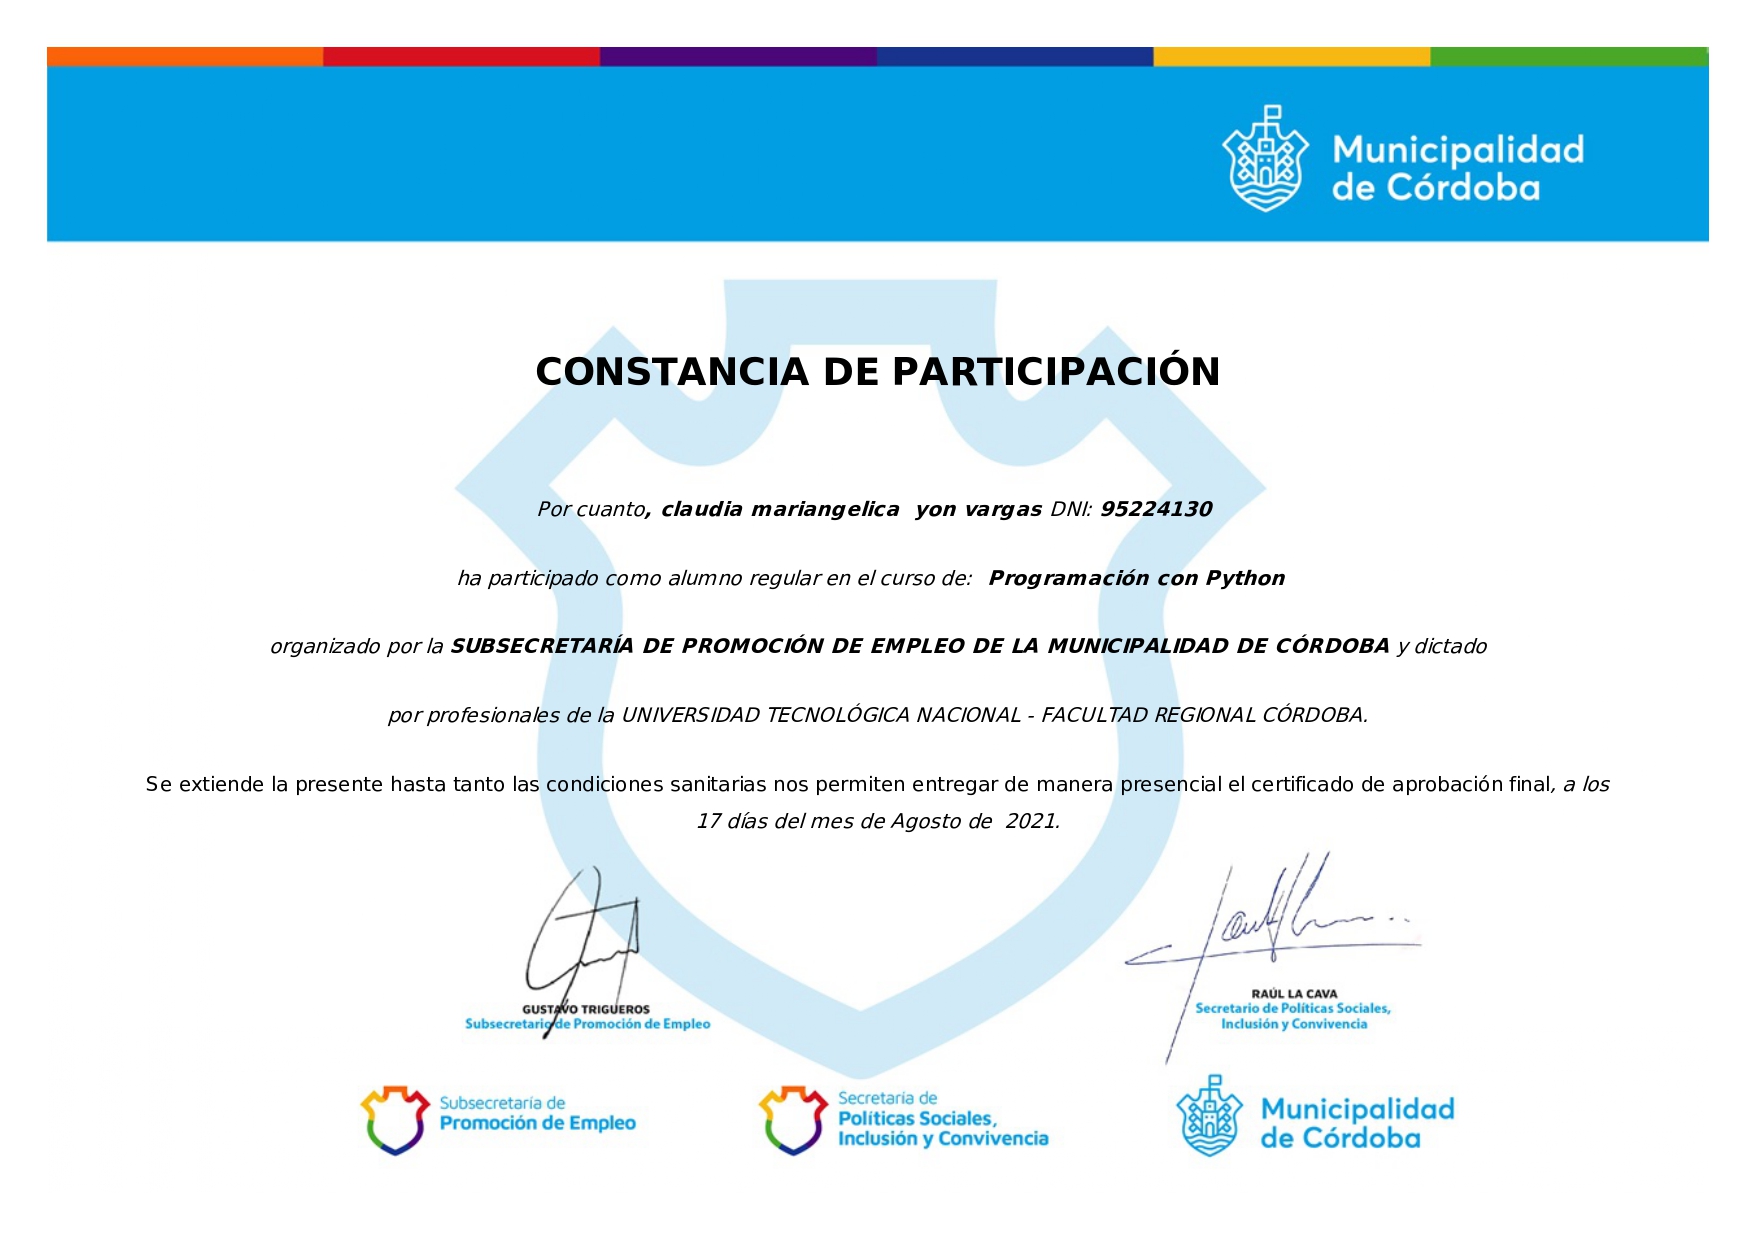 Municipalidad
de Córdoba
CONSTANCIA DE PARTICIPACIÓN
Por cuanto, claudia mariangelica  yon vargas DNI: 95224130
ha participado como alumno regular en el curso de:  Programación con Python
organizado por la SUBSECRETARÍA DE PROMOCIÓN DE EMPLEO DE LA MUNICIPALIDAD DE CÓRDOBA y dictado
por profesionales de la UNIVERSIDAD TECNOLÓGICA NACIONAL - FACULTAD REGIONAL CÓRDOBA.
Se extiende la presente hasta tanto las condiciones sanitarias nos permiten entregar de manera presencial el certificado de aprobación final, a los
17 días del mes de Agosto de  2021.
GUSTAVO TRIGUEROS
Subsecretario de Promoción de Empleo
RAÚL LA CAVA
Secretario de Políticas Sociales,
Inclusión y Convivencia
Subsecretaría de
Promoción de Empleo
Secretaría de
Políticas Sociales,
Inclusión y Convivencia
Municipalidad
de Córdoba